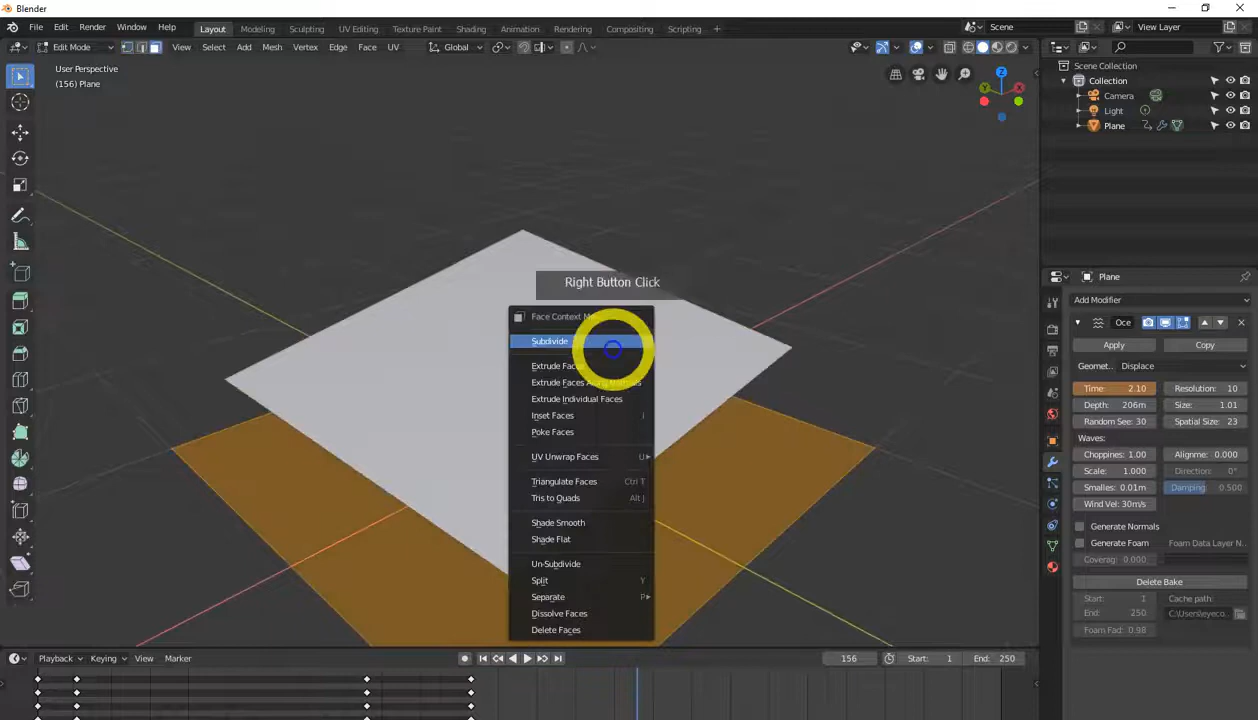 Blender
File Edit Render Window Help
Layout Modeling Sculpting UV Editing Texture Paint Shading Animation Rendering Compositing Scripting +
Scene
View Layer
Edit Mode View Select Add Mesh Vertex Edge Face UV
Global
User Perspective
(156) Plane
Z
Y
X
Scene Collection
Collection
Camera
Light
Plane
Right Button Click
Face Context
Subdivide
Extrude
Extrude Faces Along Normals
Extrude Individual Faces
Inset Faces I
Poke Faces
UV Unwrap Faces U
Triangulate Faces Ctrl T
Tris to Quads Alt J
Shade Smooth
Shade Flat
Un-Subdivide
Split Y
Separate P
Dissolve Faces
Delete Faces
Plane
Add Modifier
Oce
Apply Copy
Geomet.. Displace
Time: 2.10 Resolution: 10
Depth: 206m Size: 1.01
Random See: 30 Spatial Size: 23
Waves:
Choppines: 1.00 Alignme: 0.000
Scale: 1.000 Direction: 0°
Smalles: 0.01m Damping 0.500
Wind Vel: 30m/s
Generate Normals
Generate Foam Foam Data Layer N..
Coverag: 0.000
Delete Bake
Start: 1 Cache path:
End: 250 C:\Users\eyeco...
Foam Fad: 0.98
Playback Keying View Marker
156 Start: 1 End: 250